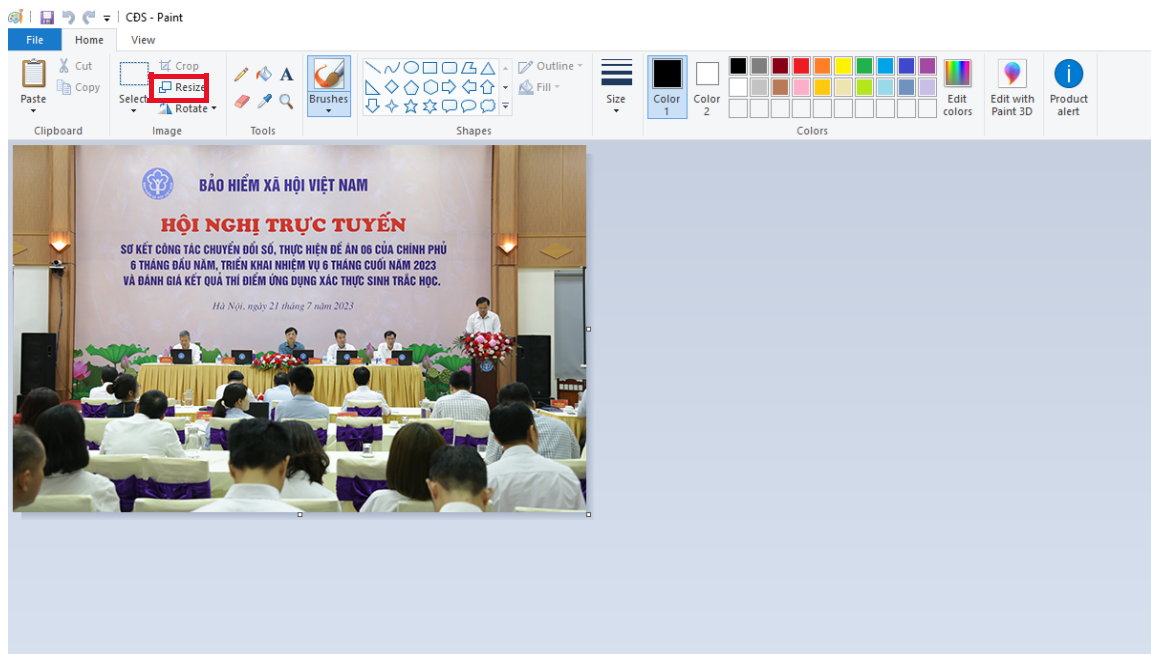 CĐS - Paint
File Home View
Paste
Cut
Copy
Clipboard
Select
Crop
Resize
Rotate
Image
A
Tools
Brushes
Outline
Fill
Shapes
Size
Color
1
Color
2
Edit
colors
Colors
Edit with
Paint 3D
Product
alert
BẢO HIỂM XÃ HỘI VIỆT NAM
HỘI NGHỊ TRỰC TUYẾN
SƠ KẾT CÔNG TÁC CHUYỂN ĐỔI SỐ, THỰC HIỆN ĐỀ ÁN 06 CỦA CHÍNH PHỦ
6 THÁNG ĐẦU NĂM, TRIỂN KHAI NHIỆM VỤ 6 THÁNG CUỐI NĂM 2023
VÀ ĐÁNH GIÁ KẾT QUẢ THÍ ĐIỂM ỨNG DỤNG XÁC THỰC SINH TRẮC HỌC.
Hà Nội, ngày 21 tháng 7 năm 2023